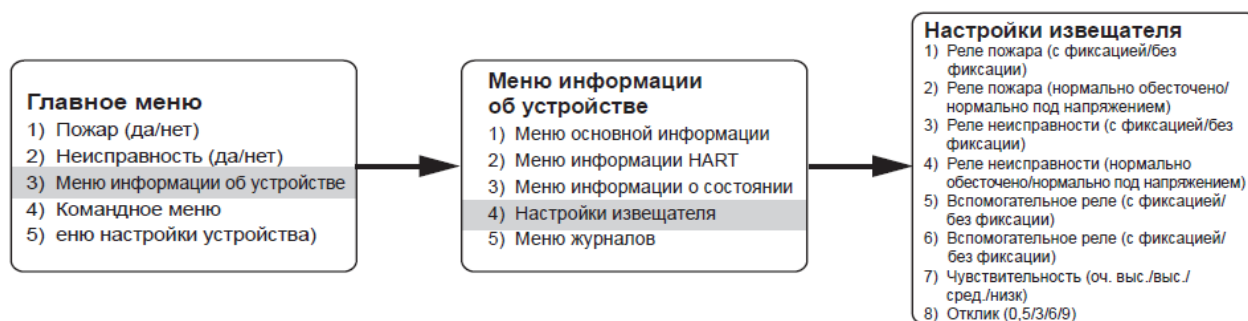 Главное меню
1) Пожар (да/нет)
2) Неисправность (да/нет)
3) Меню информации об устройстве
4) Командное меню
5) еню настройки устройства)
Меню информации
об устройстве
1) Меню основной информации
2) Меню информации HART
3) Меню информации о состоянии
4) Настройки извещателя
5) Меню журналов
Настройки извещателя
1) Реле пожара (с фиксацией/без
фиксации)
2) Реле пожара (нормально обесточено/
нормально под напряжением)
3) Реле неисправности (с фиксацией/без
фиксации)
4) Реле неисправности (нормально
обесточено/нормально под напряжением)
5) Вспомогательное реле (с фиксацией/
без фиксации)
6) Вспомогательное реле (с фиксацией/
без фиксации)
7) Чувствительность (оч. выс./выс./
сред./низк)
8) Отклик (0,5/3/6/9)